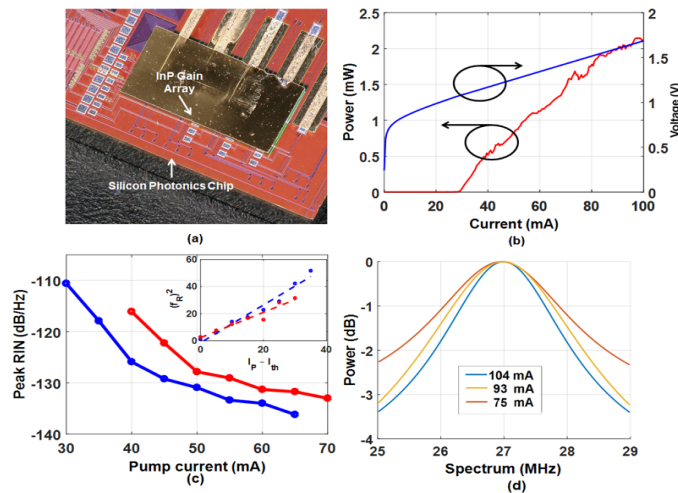 InP Gain
Array
Silicon Photonics Chip
(a)
2.5
2
1.5
1
0.5
0
Power (mW)
2
1.5
1
0.5
0
Voltage (V)
0 20 40 60 80 100
Current (mA)
(b)
-110
-120
-130
-140
Peak RIN (dB/Hz)
60
40
20
0
(fR)2
0 20 40
IP - Ith
30 40 50 60 70
Pump current (mA)
(c)
0
-1
-2
-3
-4
Power (dB)
104 mA
93 mA
75 mA
25 26 27 28 29
Spectrum (MHz)
(d)